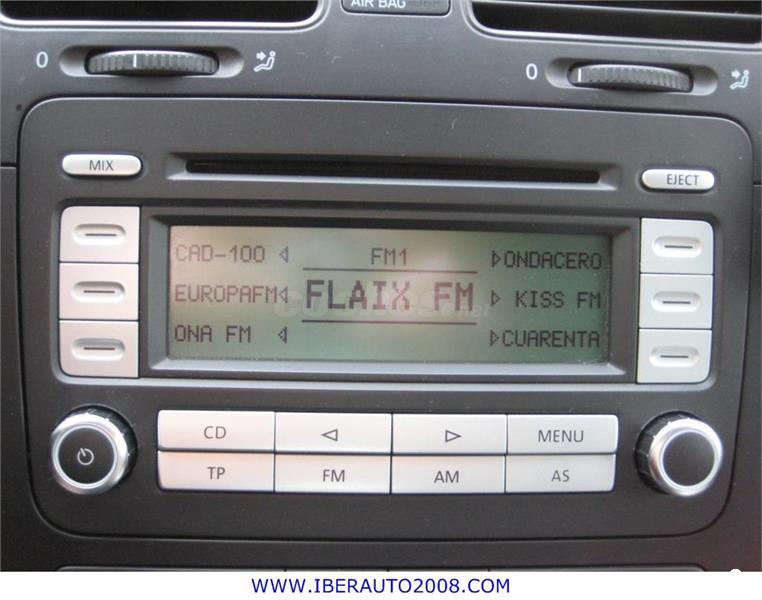 AIR BAG OFF
0
0
MIX
EJECT
CAD-100 FM1 ONDACERO
EUROPAFM FLAIX FM KISS FM
ONA FM CUARENTA
CD MENU
TP FM AM AS
WWW.IBERAUTO2008.COM